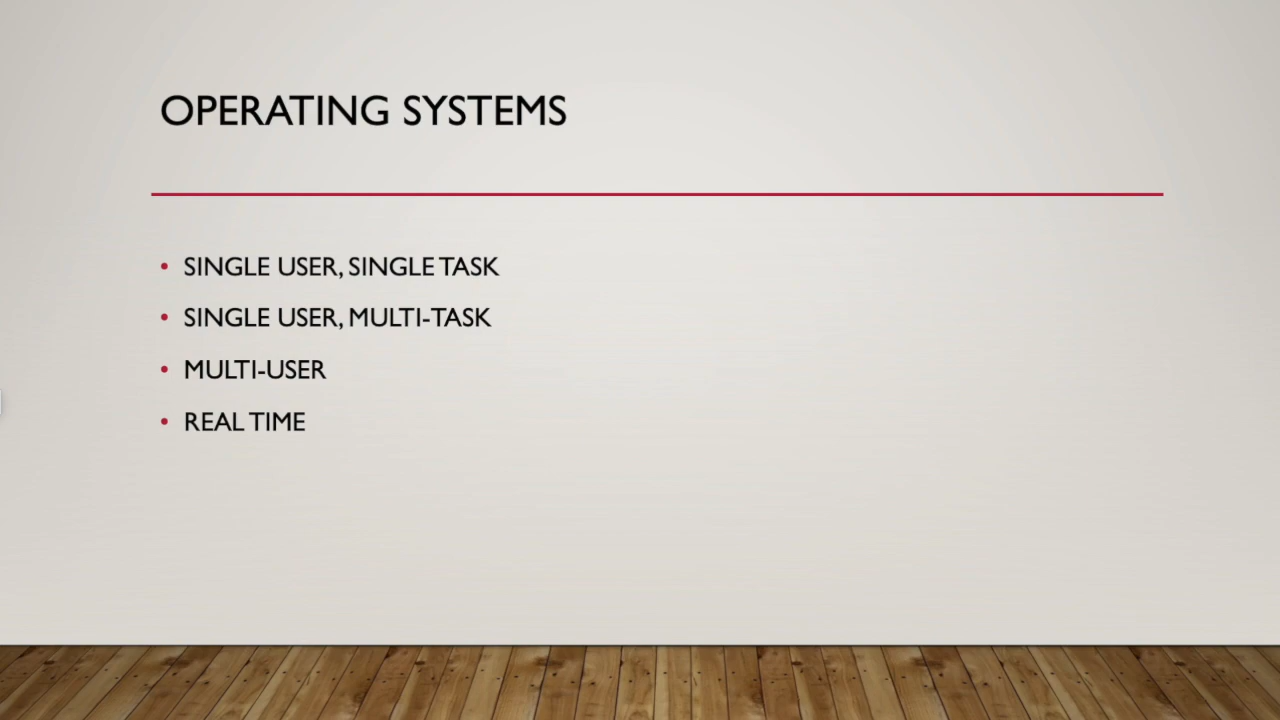 OPERATING SYSTEMS
• SINGLE USER, SINGLE TASK
• SINGLE USER, MULTI-TASK
• MULTI-USER
• REAL TIME